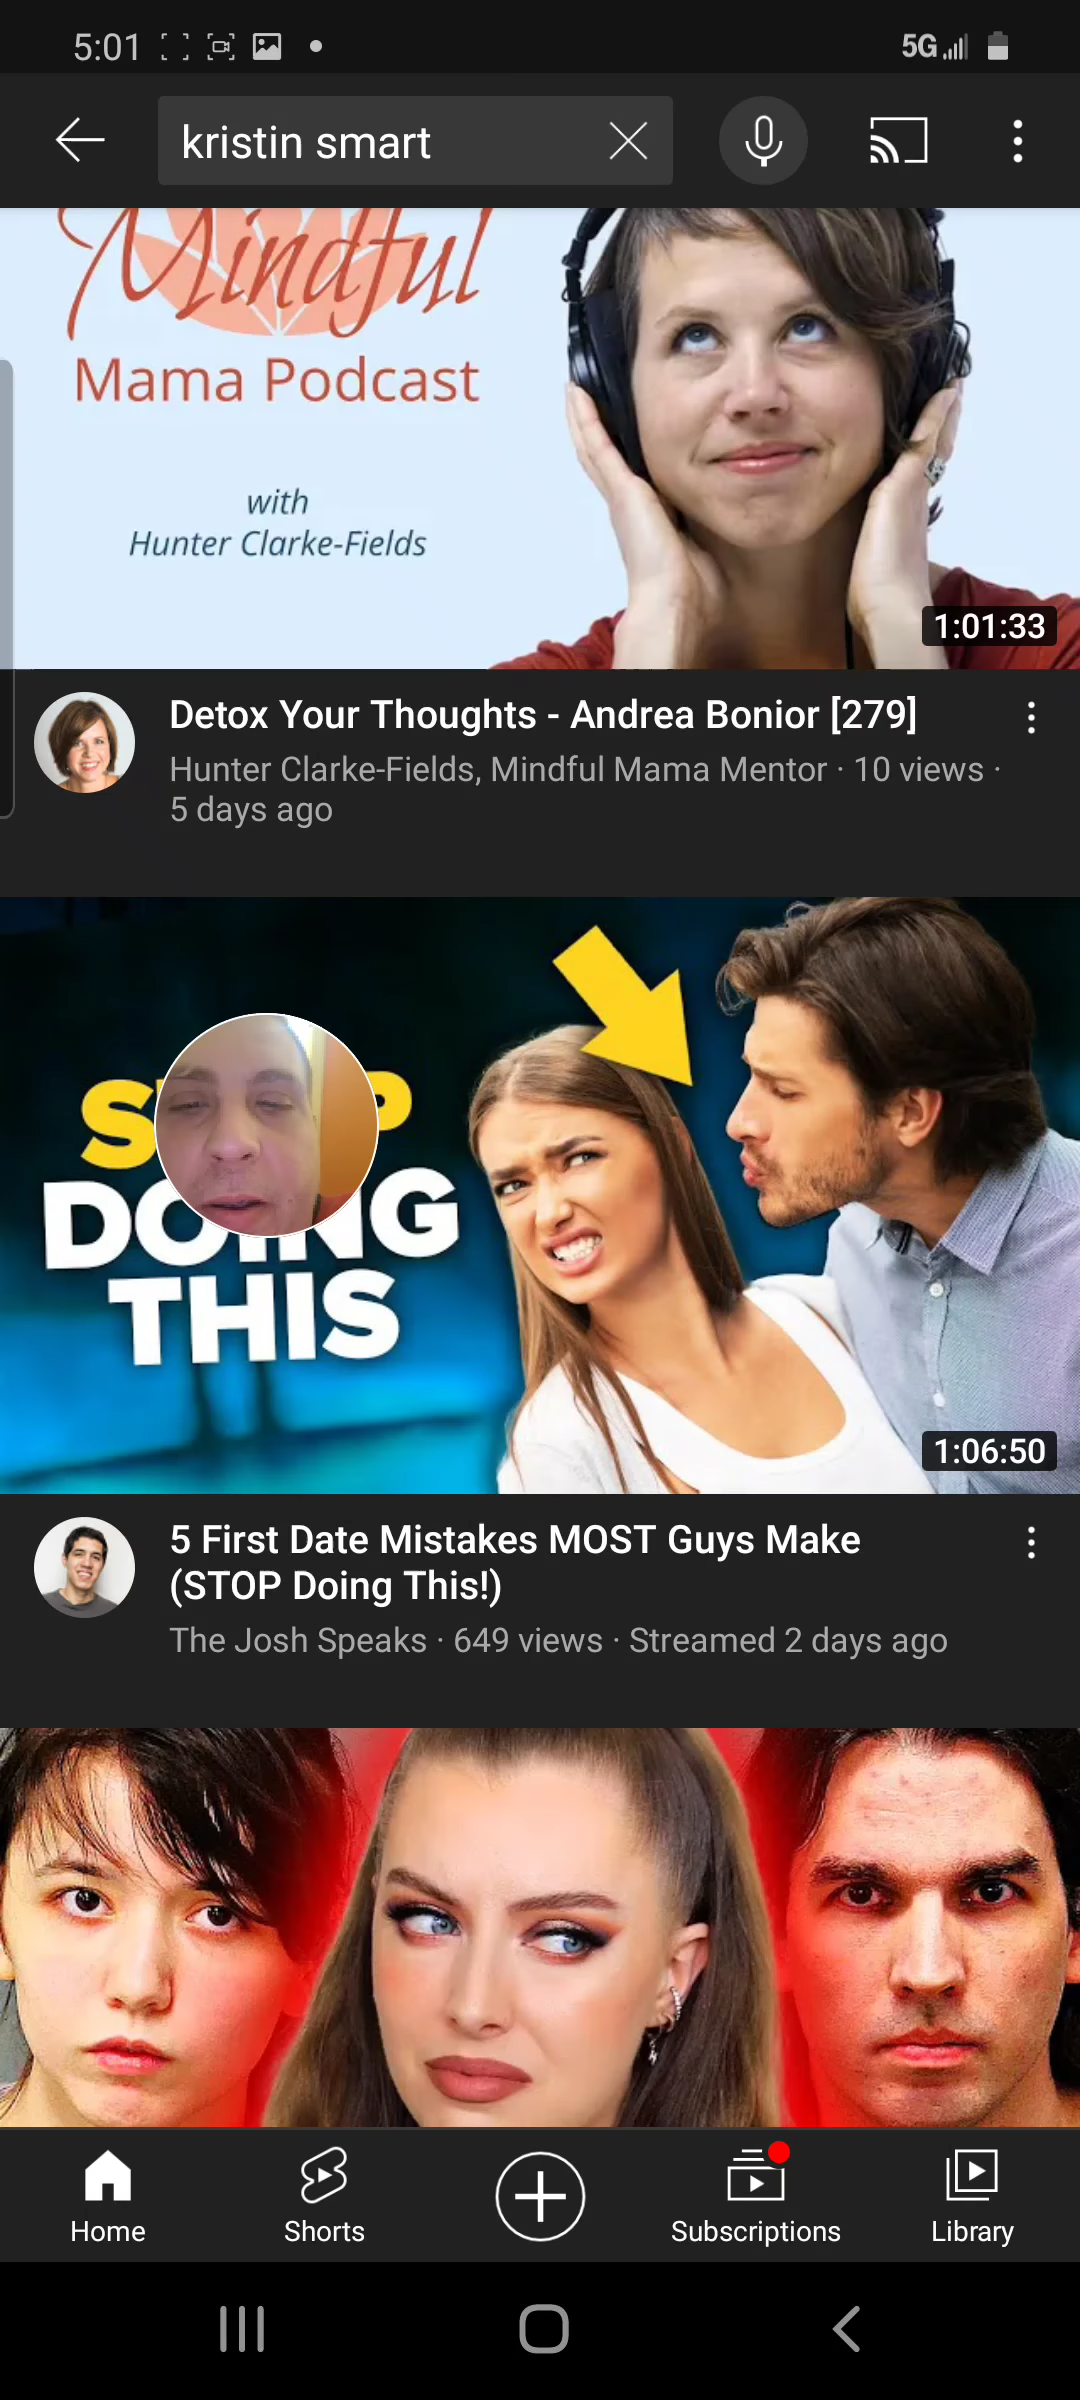 5:01
5G
kristin smart
Mindful
Mama Podcast
with
Hunter Clarke-Fields
1:01:33
Detox Your Thoughts - Andrea Bonior [279]
Hunter Clarke-Fields, Mindful Mama Mentor · 10 views ·
5 days ago
DOING
THIS
1:06:50
5 First Date Mistakes MOST Guys Make
(STOP Doing This!)
The Josh Speaks · 649 views · Streamed 2 days ago
Home
Shorts
Subscriptions
Library